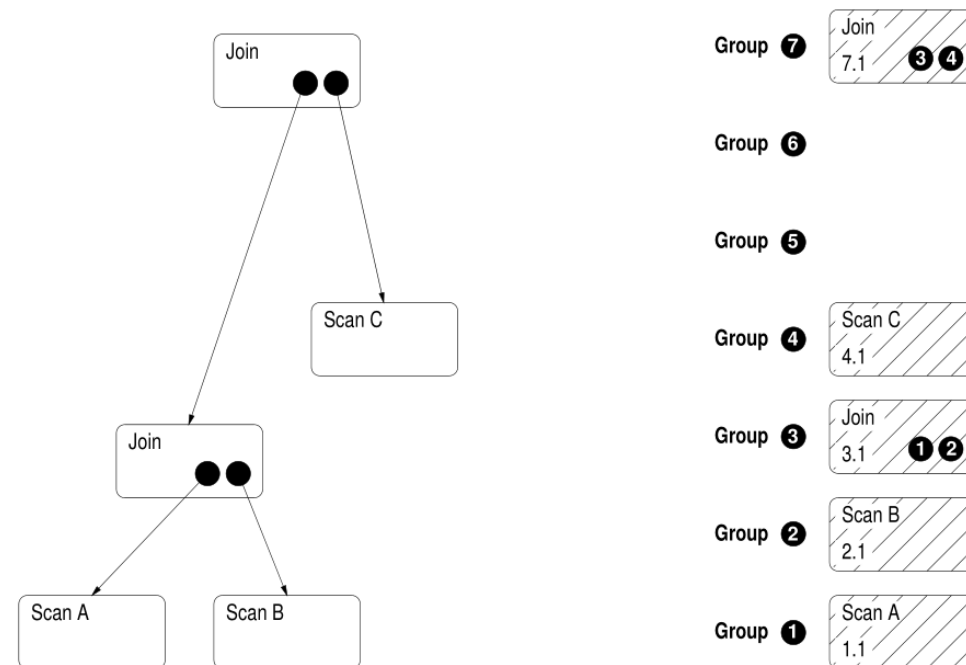 Join
Scan C
Join
Scan A
Scan B
Group 7
Join
7.1 3 4
Group 6
Group 5
Group 4
Scan C
4.1
Group 3
Join
3.1 1 2
Group 2
Scan B
2.1
Group 1
Scan A
1.1